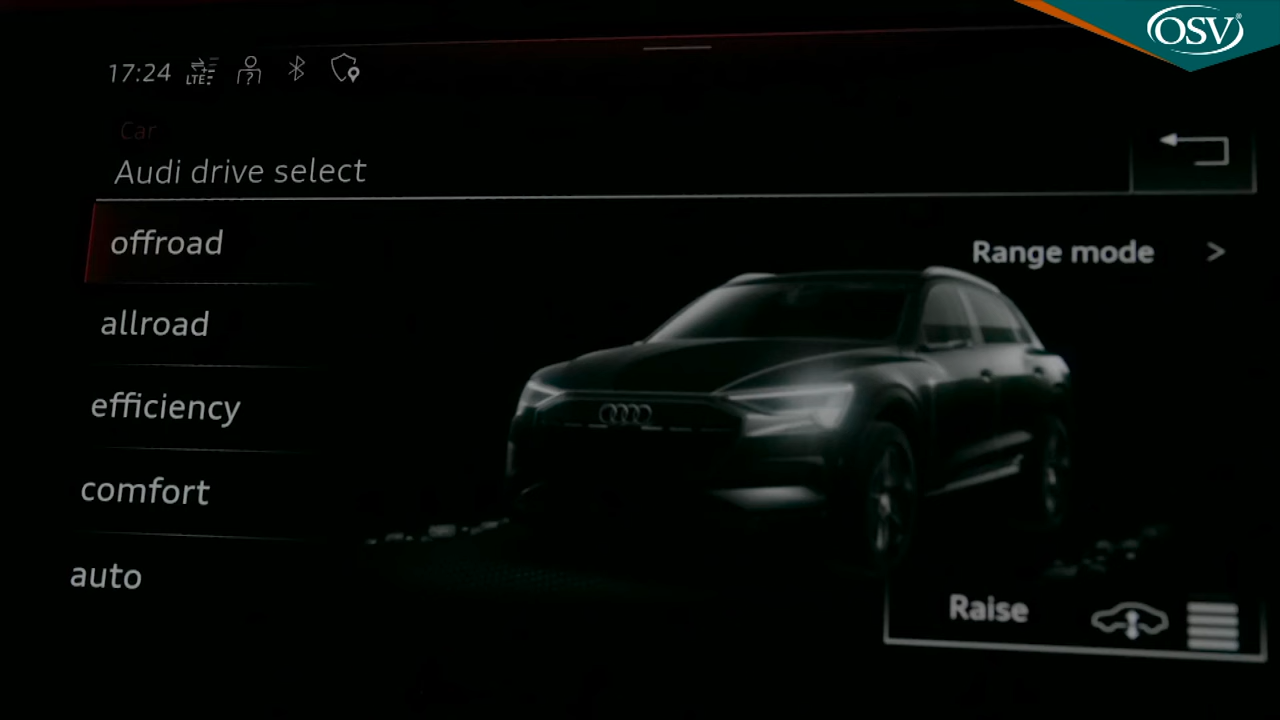 OSV®
17:24 LTE ?
Car
Audi drive select
offroad
Range mode >
allroad
efficiency
comfort
auto
Raise